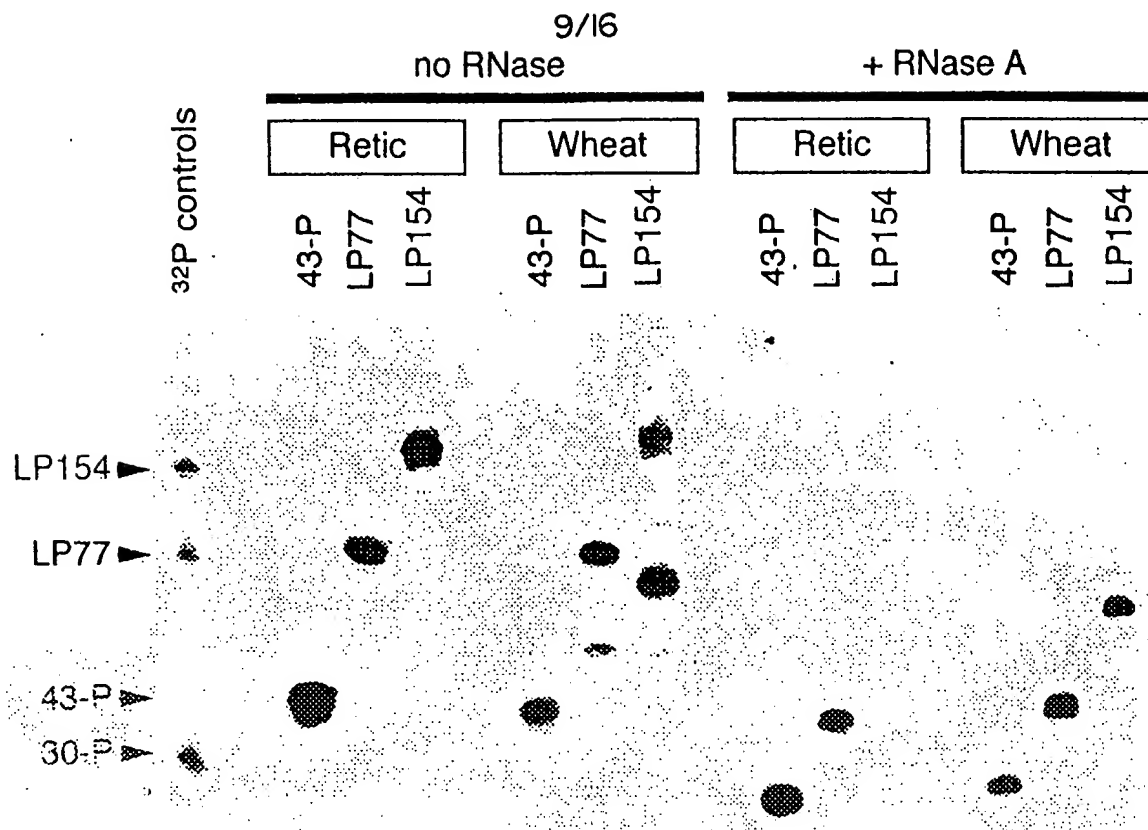 9/16
no RNase + RNase A
Retic Wheat Retic Wheat
³²P controls 43-P LP77 LP154 43-P LP77 LP154 43-P LP77 LP154 43-P LP77 LP154
LP154
LP77
43-P
30-P